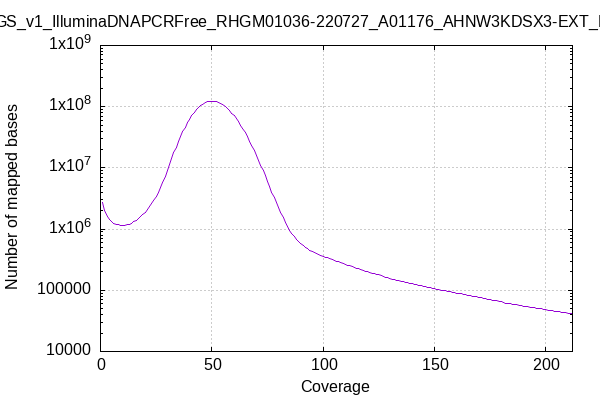 GS_v1_IlluminaDNAPCRFree_RHGM01036-220727_A01176_AHNW3KDSX3-EXT_
1x10^9
1x10^8
1x10^7
1x10^6
100000
10000
Number of mapped bases
0 50 100 150 200
Coverage